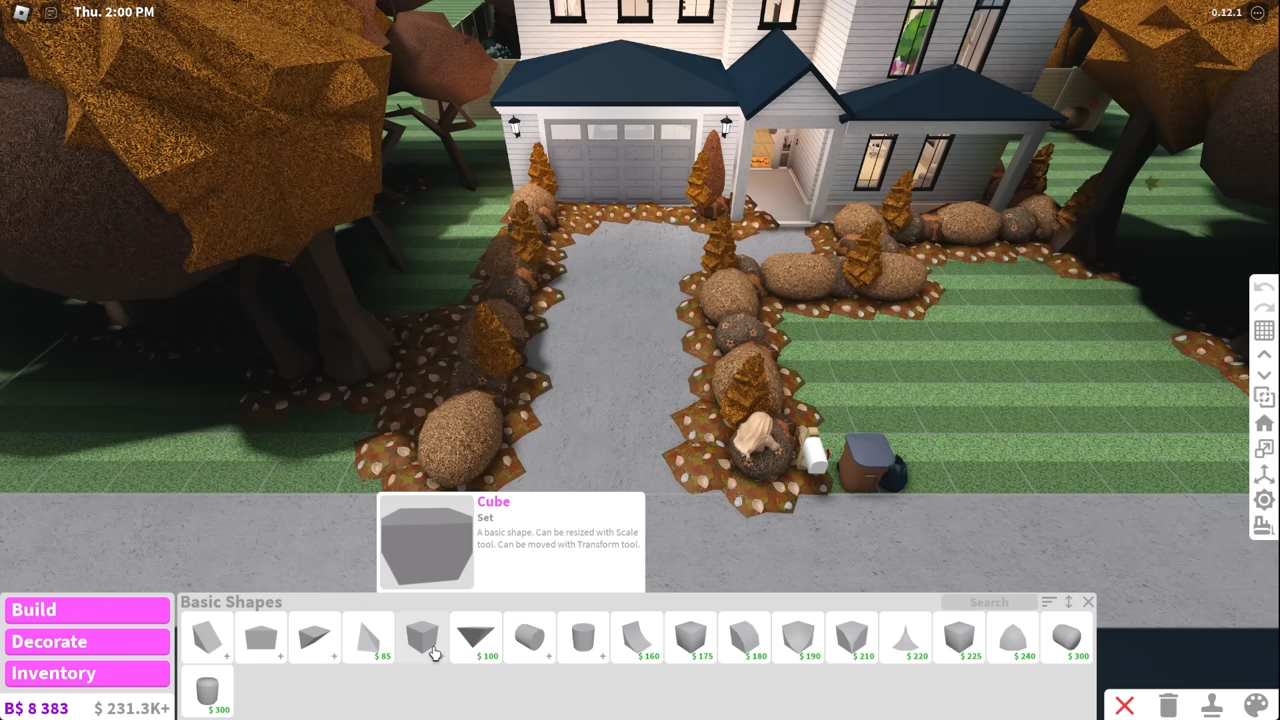 Thu. 2:00 PM
0.12.1
Cube
Set
A basic shape. Can be resized with Scale
tool. Can be moved with Transform tool.
Build
Decorate
Inventory
B$ 8 383 $ 231.3K+
Basic Shapes
Search
+ + + $ 85 $ 100 + + $ 160 $ 175 $ 180 $ 190 $ 210 $ 220 $ 225 $ 240 $ 300
$ 300